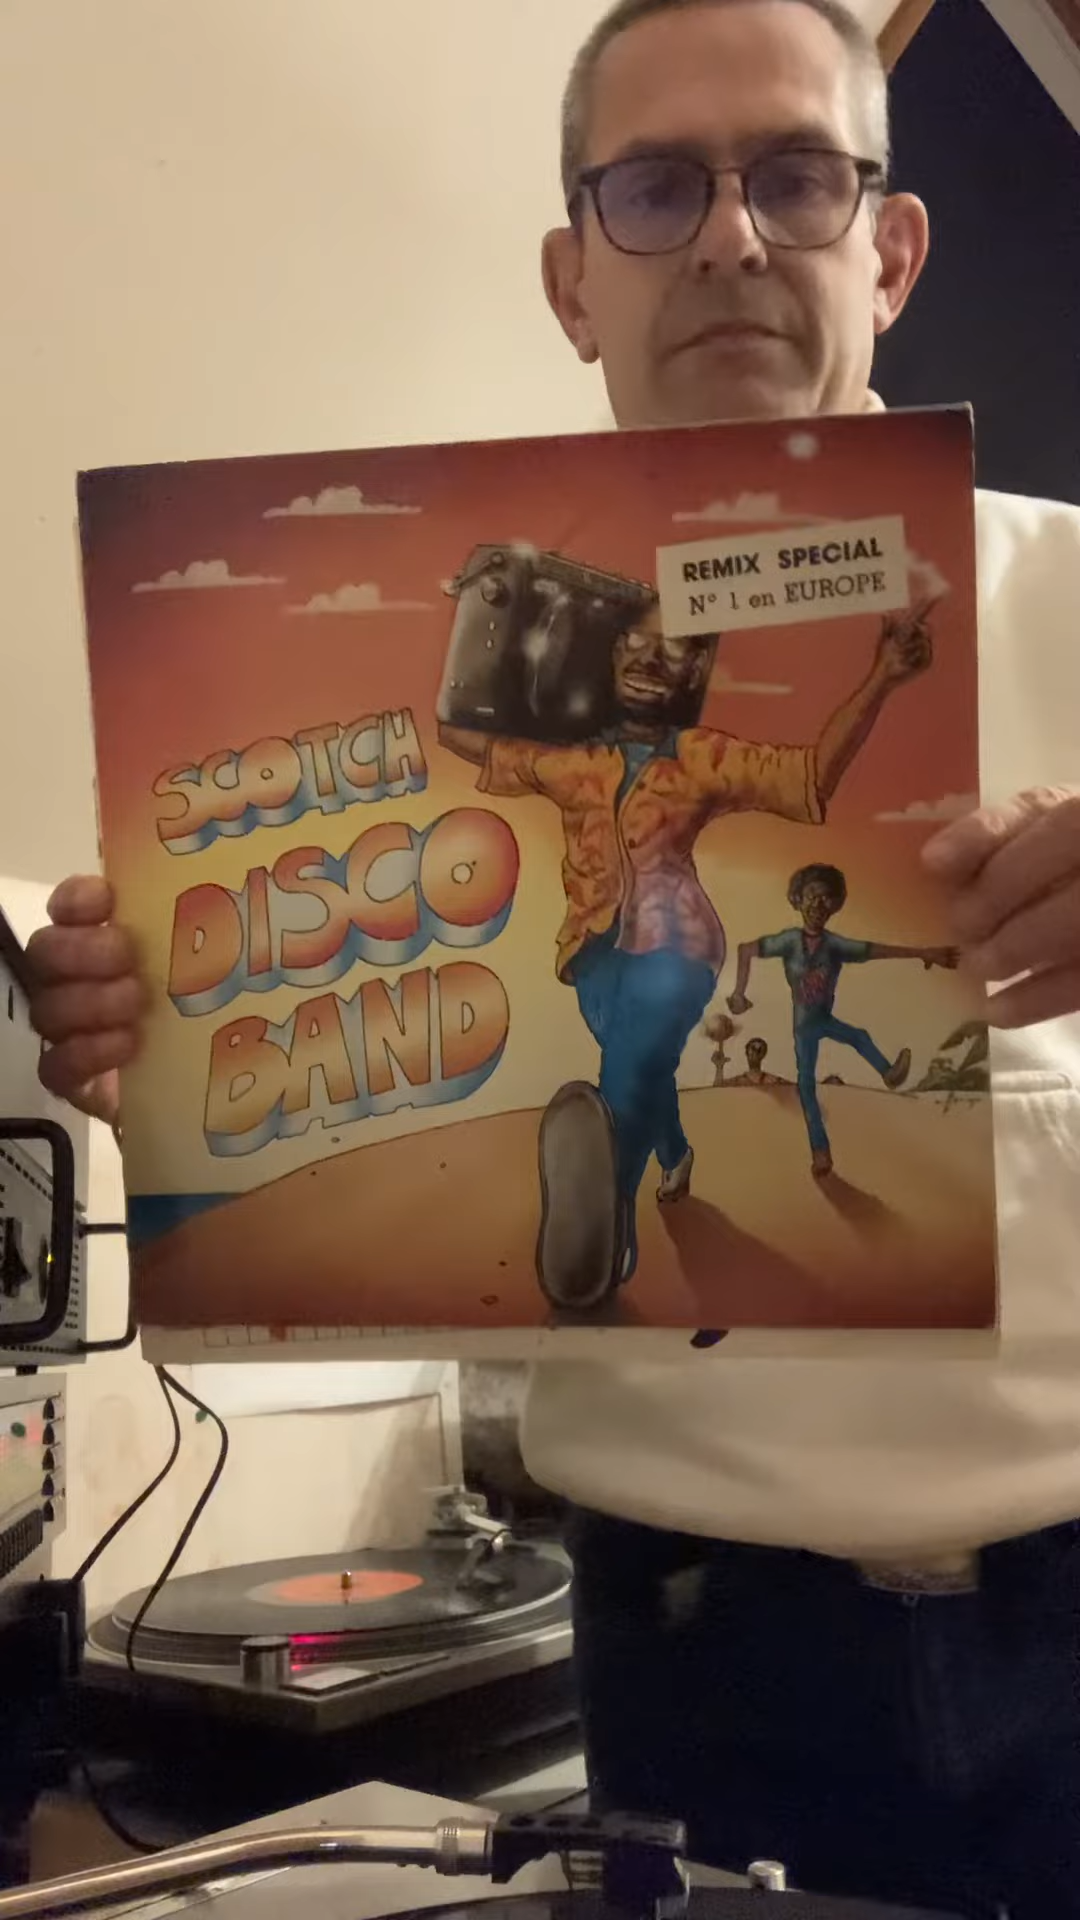 REMIX SPECIAL
N° 1 en EUROPE
SCOTCH
DISCO
BAND